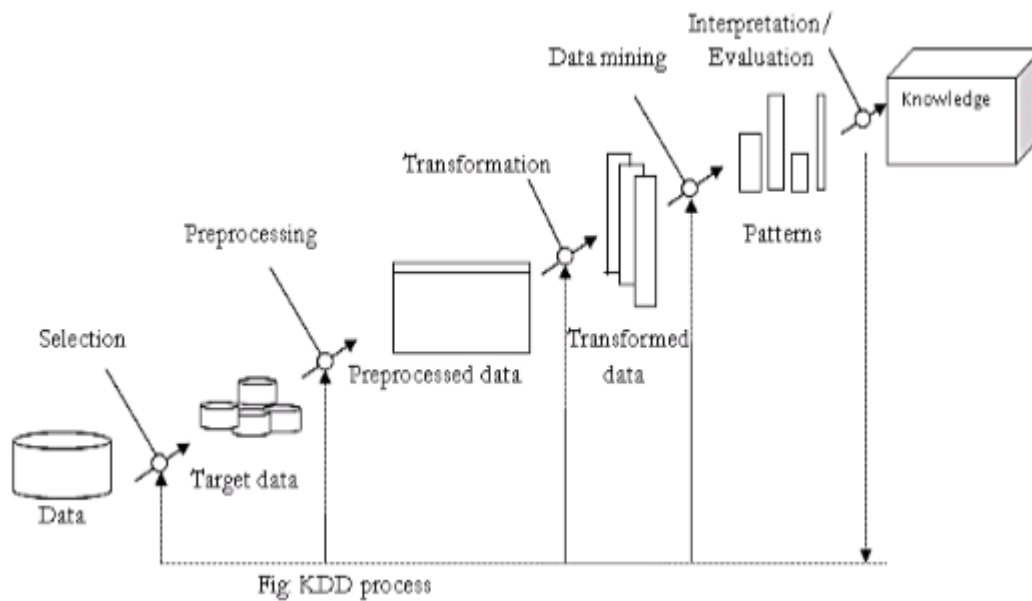 Interpretation/
Evaluation
Data mining
Knowledge
Transformation
Patterns
Preprocessing
Selection
Transformed
data
Preprocessed data
Target data
Data
Fig: KDD process